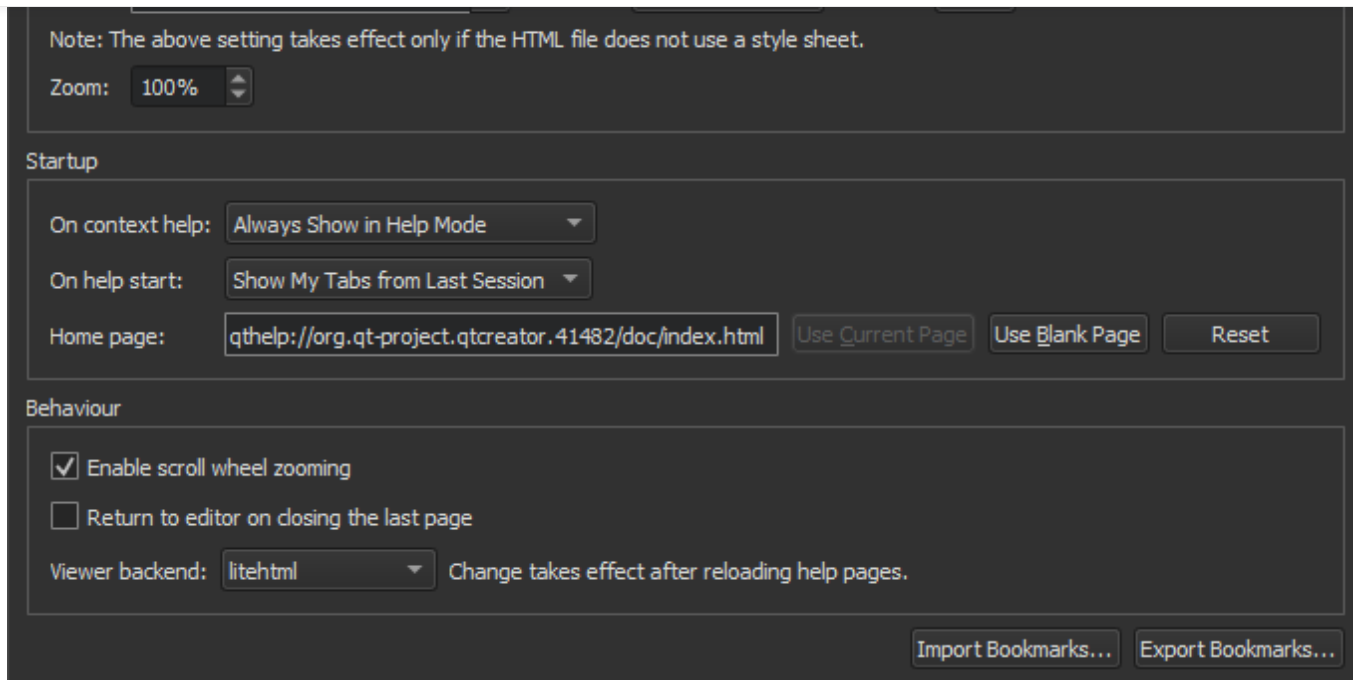 Note: The above setting takes effect only if the HTML file does not use a style sheet.
Zoom: 100%
Startup
On context help: Always Show in Help Mode
On help start: Show My Tabs from Last Session
Home page: qthelp://org.qt-project.qtcreator.41482/doc/index.html Use Current Page Use Blank Page Reset
Behaviour
Enable scroll wheel zooming
Return to editor on closing the last page
Viewer backend: litehtml Change takes effect after reloading help pages.
Import Bookmarks... Export Bookmarks...